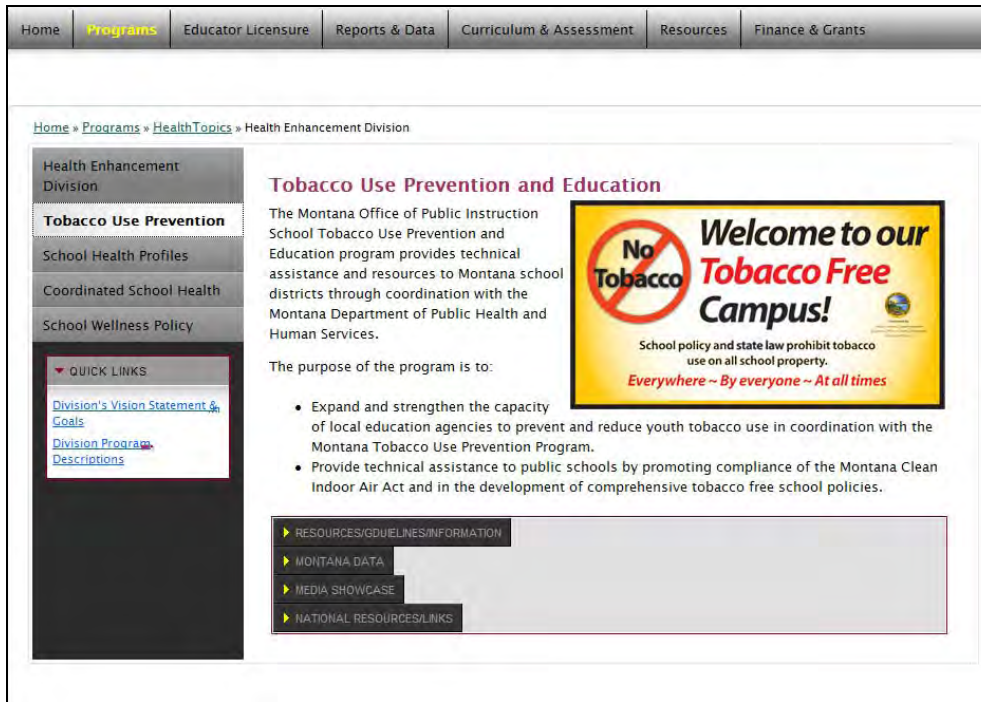 Home Programs Educator Licensure Reports & Data Curriculum & Assessment Resources Finance & Grants
Home » Programs » HealthTopics » Health Enhancement Division
Health Enhancement
Division
Tobacco Use Prevention
School Health Profiles
Coordinated School Health
School Wellness Policy
QUICK LINKS
Division's Vision Statement &
Goals
Division Program
Descriptions
Tobacco Use Prevention and Education
The Montana Office of Public Instruction
School Tobacco Use Prevention and
Education program provides technical
assistance and resources to Montana school
districts through coordination with the
Montana Department of Public Health and
Human Services.
No
Tobacco
Welcome to our
Tobacco Free
Campus!
School policy and state law prohibit tobacco
use on all school property.
Everywhere ~ By everyone ~ At all times
The purpose of the program is to:
• Expand and strengthen the capacity
of local education agencies to prevent and reduce youth tobacco use in coordination with the
Montana Tobacco Use Prevention Program.
• Provide technical assistance to public schools by promoting compliance of the Montana Clean
Indoor Air Act and in the development of comprehensive tobacco free school policies.
RESOURCES/GDUIELINES/INFORMATION
MONTANA DATA
MEDIA SHOWCASE
NATIONAL RESOURCES/LINKS